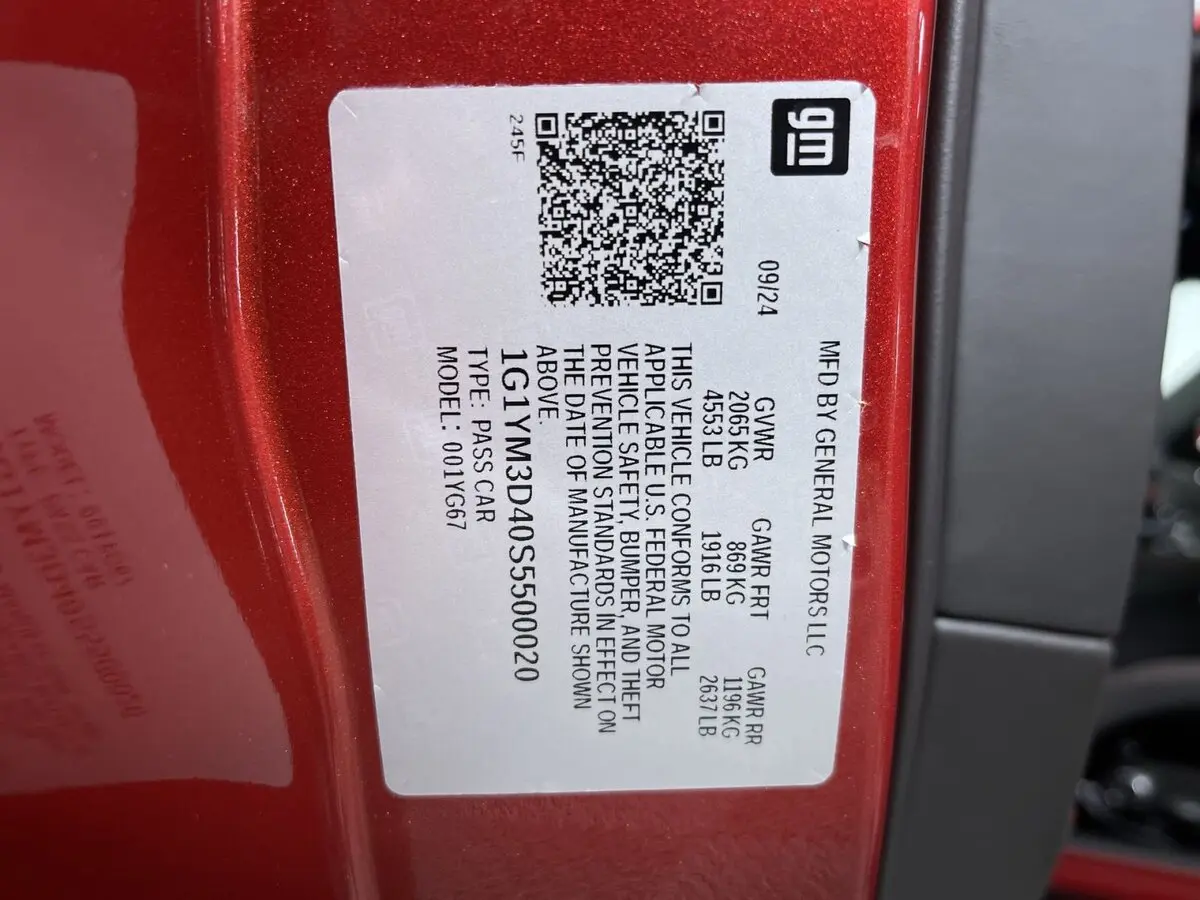 gm
MFD BY GENERAL MOTORS LLC
09/24
GVWR GAWR FRT GAWR RR
2065 KG 869 KG 1196 KG
4553 LB 1916 LB 2637 LB
THIS VEHICLE CONFORMS TO ALL
APPLICABLE U.S. FEDERAL MOTOR
VEHICLE SAFETY, BUMPER, AND THEFT
PREVENTION STANDARDS IN EFFECT ON
THE DATE OF MANUFACTURE SHOWN
ABOVE.
1G1YM3D40S5500020
TYPE: PASS CAR
MODEL: 001YG67
245F